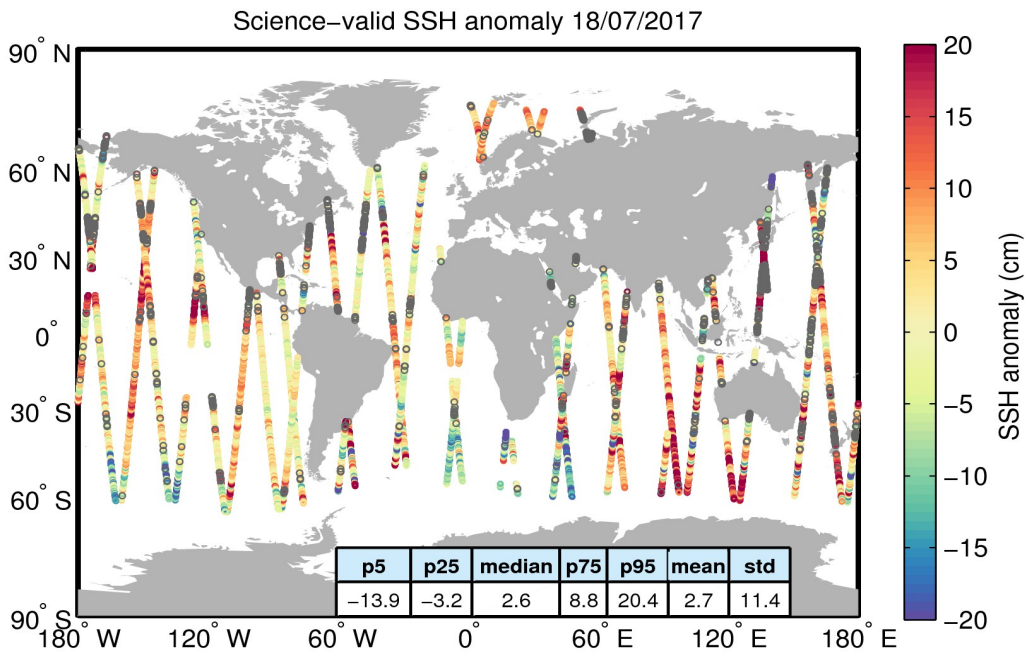 Science−valid SSH anomaly 18/07/2017
90° N
60° N
30° N
0°
30° S
60° S
90° S
180° W
120° W
60° W
0°
60° E
120° E
180° E
p5 p25 median p75 p95 mean std
−13.9 −3.2 2.6 8.8 20.4 2.7 11.4
20
15
10
5
0
−5
−10
−15
−20
SSH anomaly (cm)